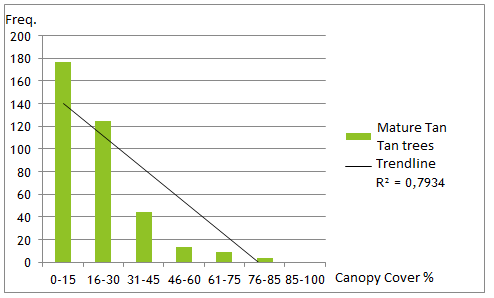 Freq.
200
180
160
140
120
100
80
60
40
20
0
0-15 16-30 31-45 46-60 61-75 76-85 85-100
Canopy Cover %
Mature Tan
Tan trees
Trendline
R² = 0,7934